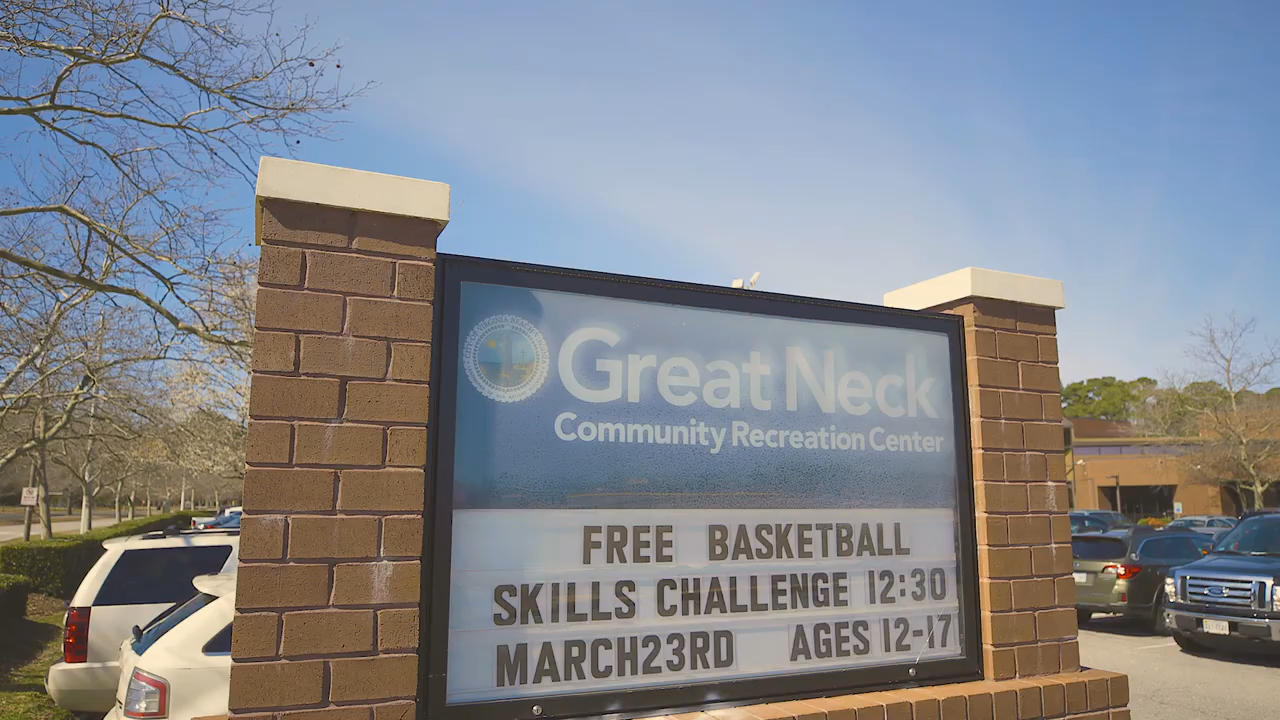 Great Neck
Community Recreation Center
FREE BASKETBALL
SKILLS CHALLENGE 12:30
MARCH23RD AGES 12-17